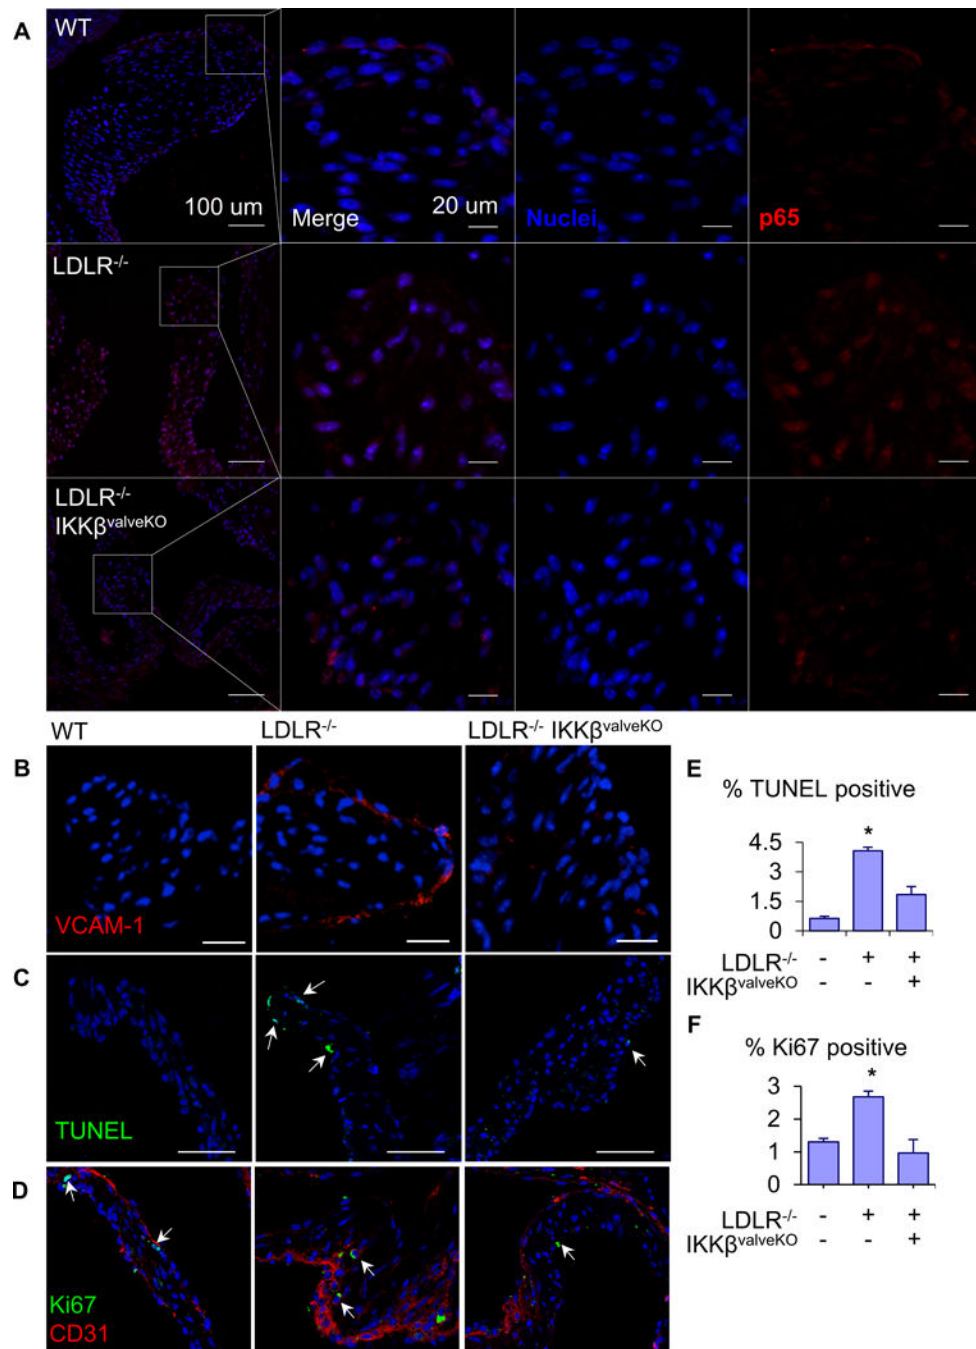 A
WT
100 um
Merge
20 um
Nuclei
p65
LDLR-/-
LDLR-/-
IKKβvalveKO
WT
LDLR-/-
LDLR-/- IKKβvalveKO
B
VCAM-1
C
TUNEL
D
Ki67
CD31
E
% TUNEL positive
4.5
3
1.5
0
*
LDLR-/- - + +
IKKβvalveKO - - +
F
% Ki67 positive
3
2
1
0
*
LDLR-/- - + +
IKKβvalveKO - - +